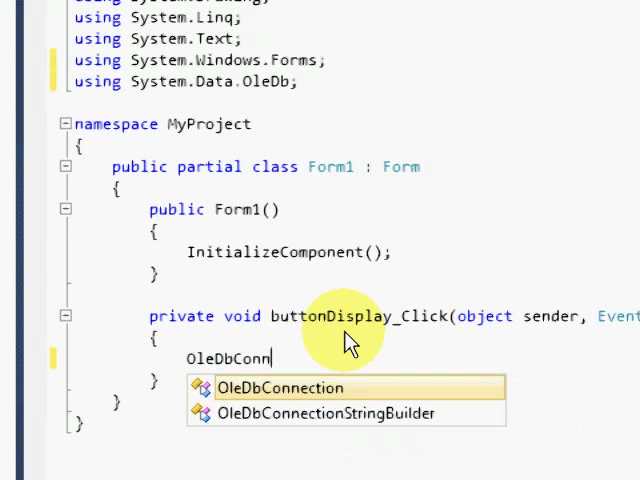 using System.Linq;
using System.Text;
using System.Windows.Forms;
using System.Data.OleDb;
namespace MyProject
{
public partial class Form1 : Form
{
public Form1()
{
InitializeComponent();
}
private void buttonDisplay_Click(object sender, Event
{
OleDbConn
OleDbConnection
OleDbConnectionStringBuilder
}
}
}